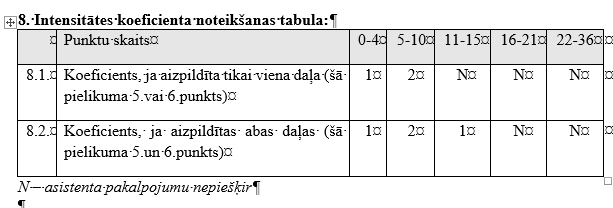 8. Intensitātes koeficienta noteikšanas tabula:
Punktu skaits 0-4 5-10 11-15 16-21 22-36
8.1. Koeficients, ja aizpildīta tikai viena daļa (šā pielikuma 5.vai 6.punkts) 1 2 N N N
8.2. Koeficients, ja aizpildītas abas daļas (šā pielikuma 5.un 6.punkts) 1 2 1 N N
N – asistenta pakalpojumu nepiešķir